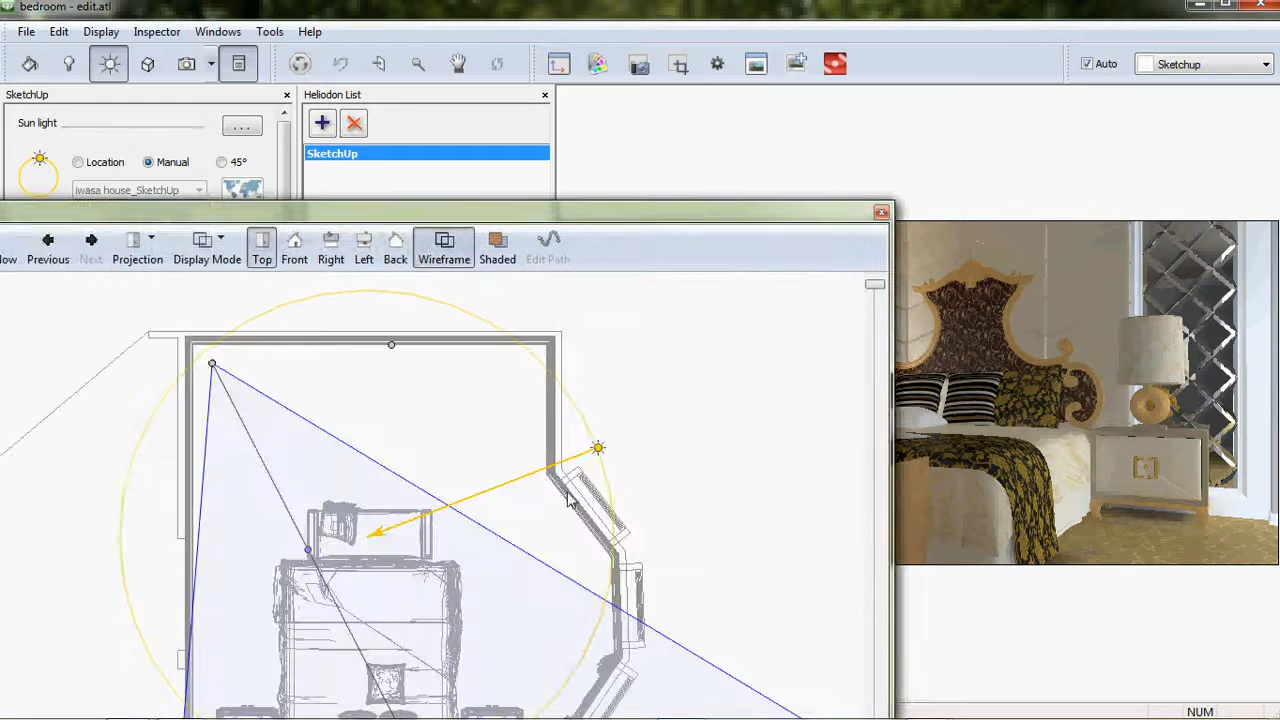 bedroom - edit.atl
File Edit Display Inspector Windows Tools Help
Auto Sketchup
SketchUp Heliodon List
Sun light ...
Location Manual 45°
iwasa house_SketchUp
SketchUp
Previous Next Projection Display Mode Top Front Right Left Back Wireframe Shaded Edit Path
NUM